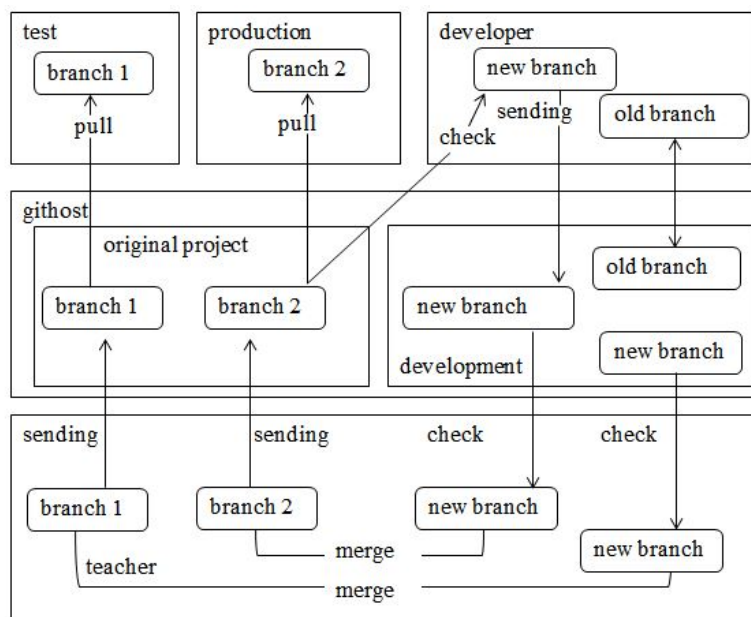 test
branch 1
pull
production
branch 2
pull
developer
new branch
sending
old branch
check
githost
original project
branch 1
branch 2
old branch
new branch
new branch
development
sending
sending
check
check
branch 1
branch 2
new branch
new branch
merge
teacher
merge